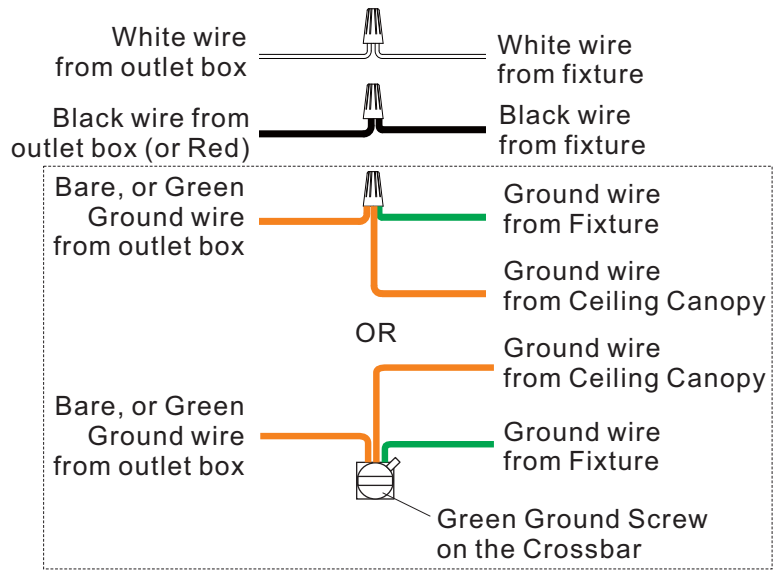 White wire
from outlet box
White wire
from fixture
Black wire from
outlet box (or Red)
Black wire
from fixture
Bare, or Green
Ground wire
from outlet box
Ground wire
from Fixture
Ground wire
from Ceiling Canopy
OR
Ground wire
from Ceiling Canopy
Bare, or Green
Ground wire
from outlet box
Ground wire
from Fixture
Green Ground Screw
on the Crossbar